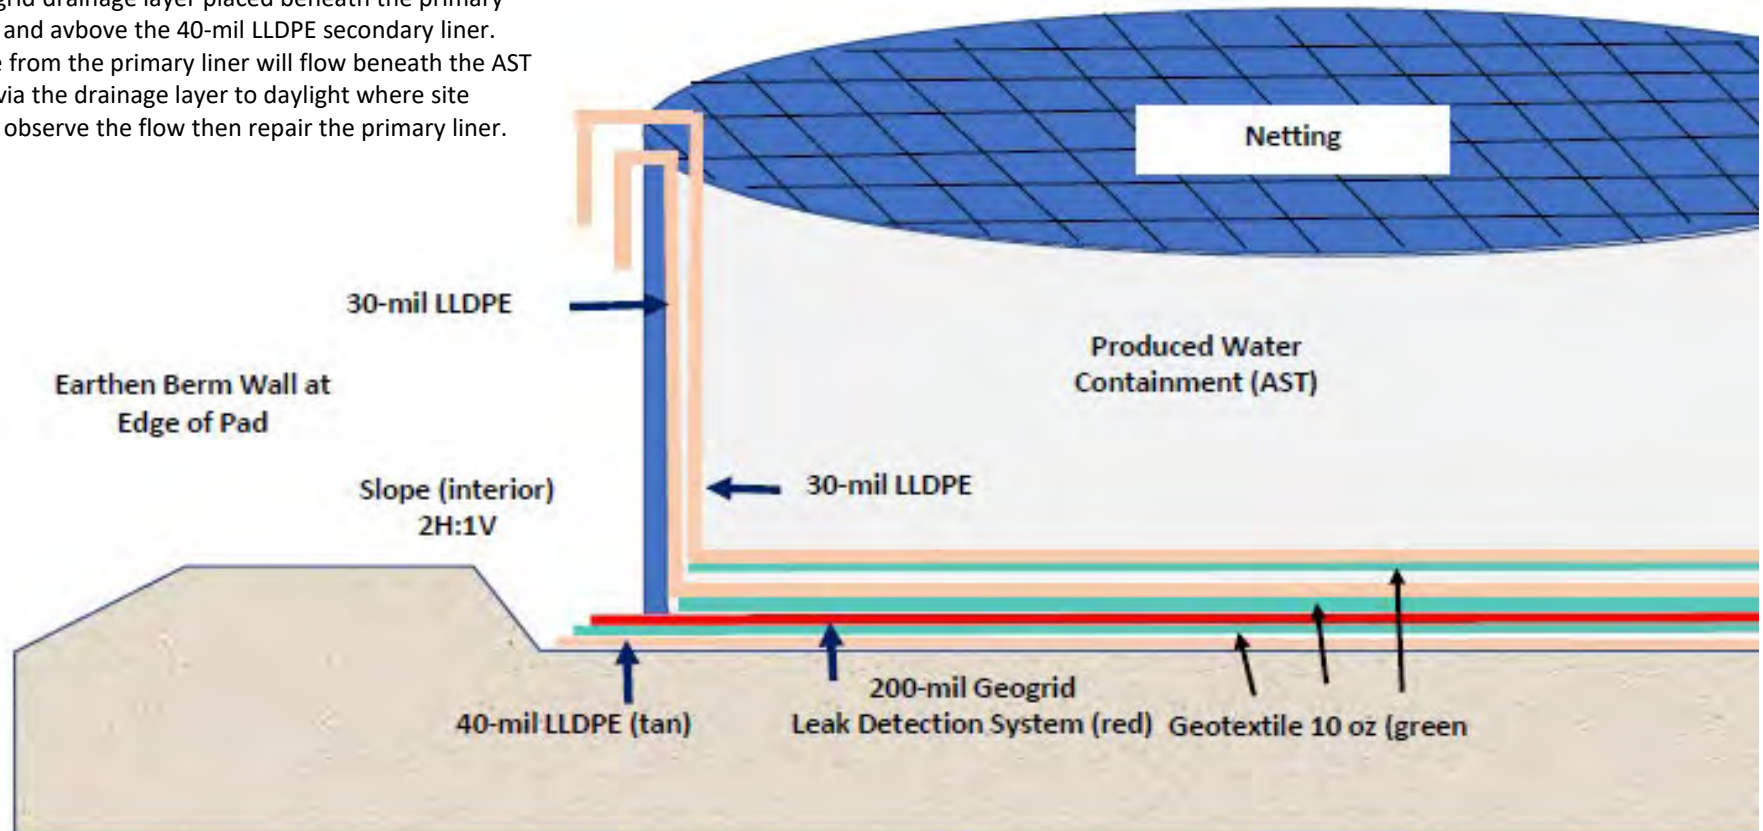 grid drainage layer placed beneath the primary
and avbove the 40-mil LLDPE secondary liner.
from the primary liner will flow beneath the AST
via the drainage layer to daylight where site
observe the flow then repair the primary liner.
Netting
30-mil LLDPE
Produced Water
Containment (AST)
Earthen Berm Wall at
Edge of Pad
Slope (interior)
2H:1V
30-mil LLDPE
200-mil Geogrid
Leak Detection System (red)
40-mil LLDPE (tan)
Geotextile 10 oz (green